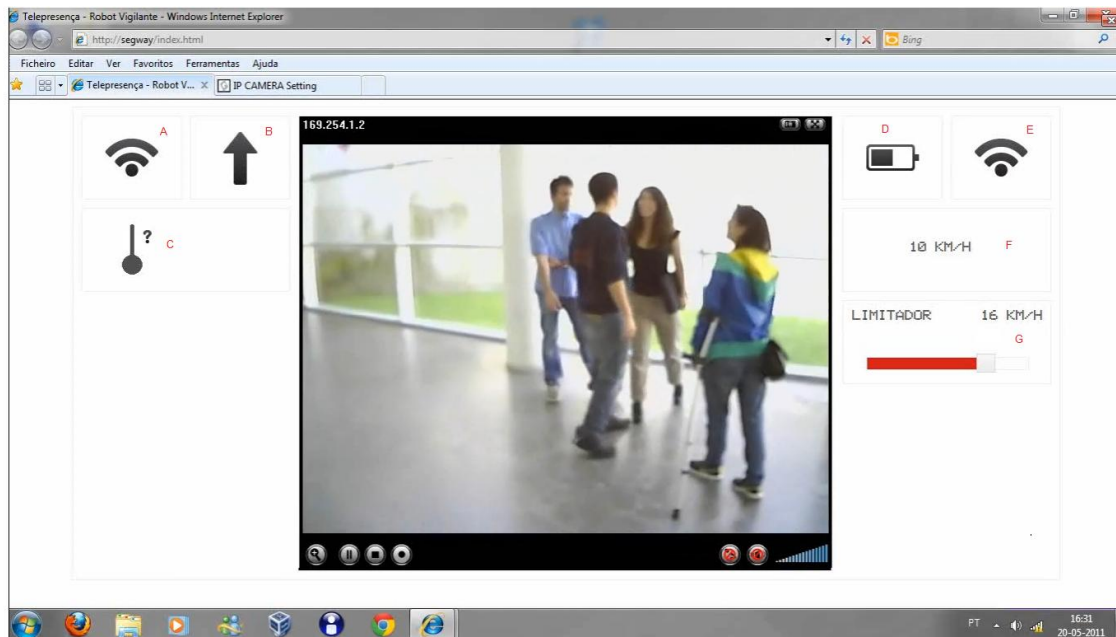 Telepresença - Robot Vigilante - Windows Internet Explorer
http://segway/index.html
Bing
Ficheiro Editar Ver Favoritos Ferramentas Ajuda
Telepresença - Robot V... IP CAMERA Setting
A
B
169.254.1.2
D
E
? C
10 KM/H F
LIMITADOR 16 KM/H
G
PT 16:31
20-05-2011